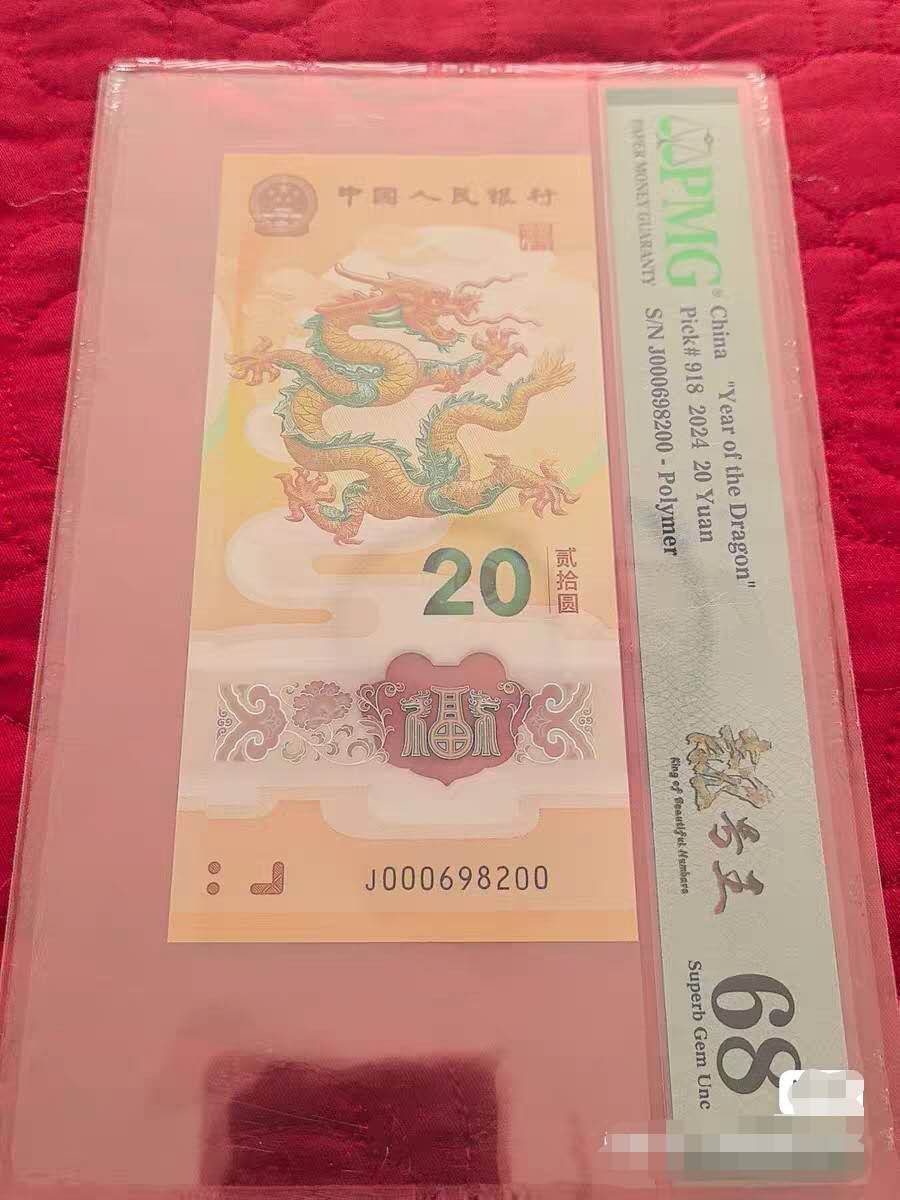 中国人民银行
20
贰拾圆
福
J000698200
PMG®
PAPER MONEY GUARANTY
China "Year of the Dragon"
Pick# 918 2024 20 Yuan
S/N J000698200 - Polymer
靓号王
King of Beautiful Numbers
68
Superb Gem Unc